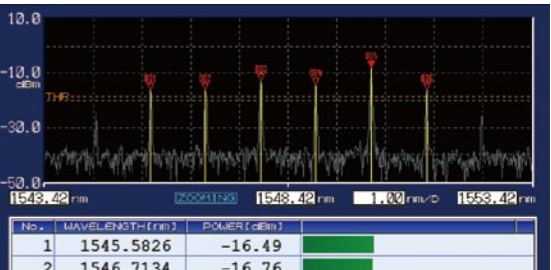 10.0
-10.0
dBm
THR
-30.0
-50.0
1543.42 nm ZOOMING 1548.42 nm 1.00 nm/D 1553.42 nm
No. WAVELENGTH[nm] POWER[dBm]
1 1545.5826 -16.49
2 1546.7134 -16.76